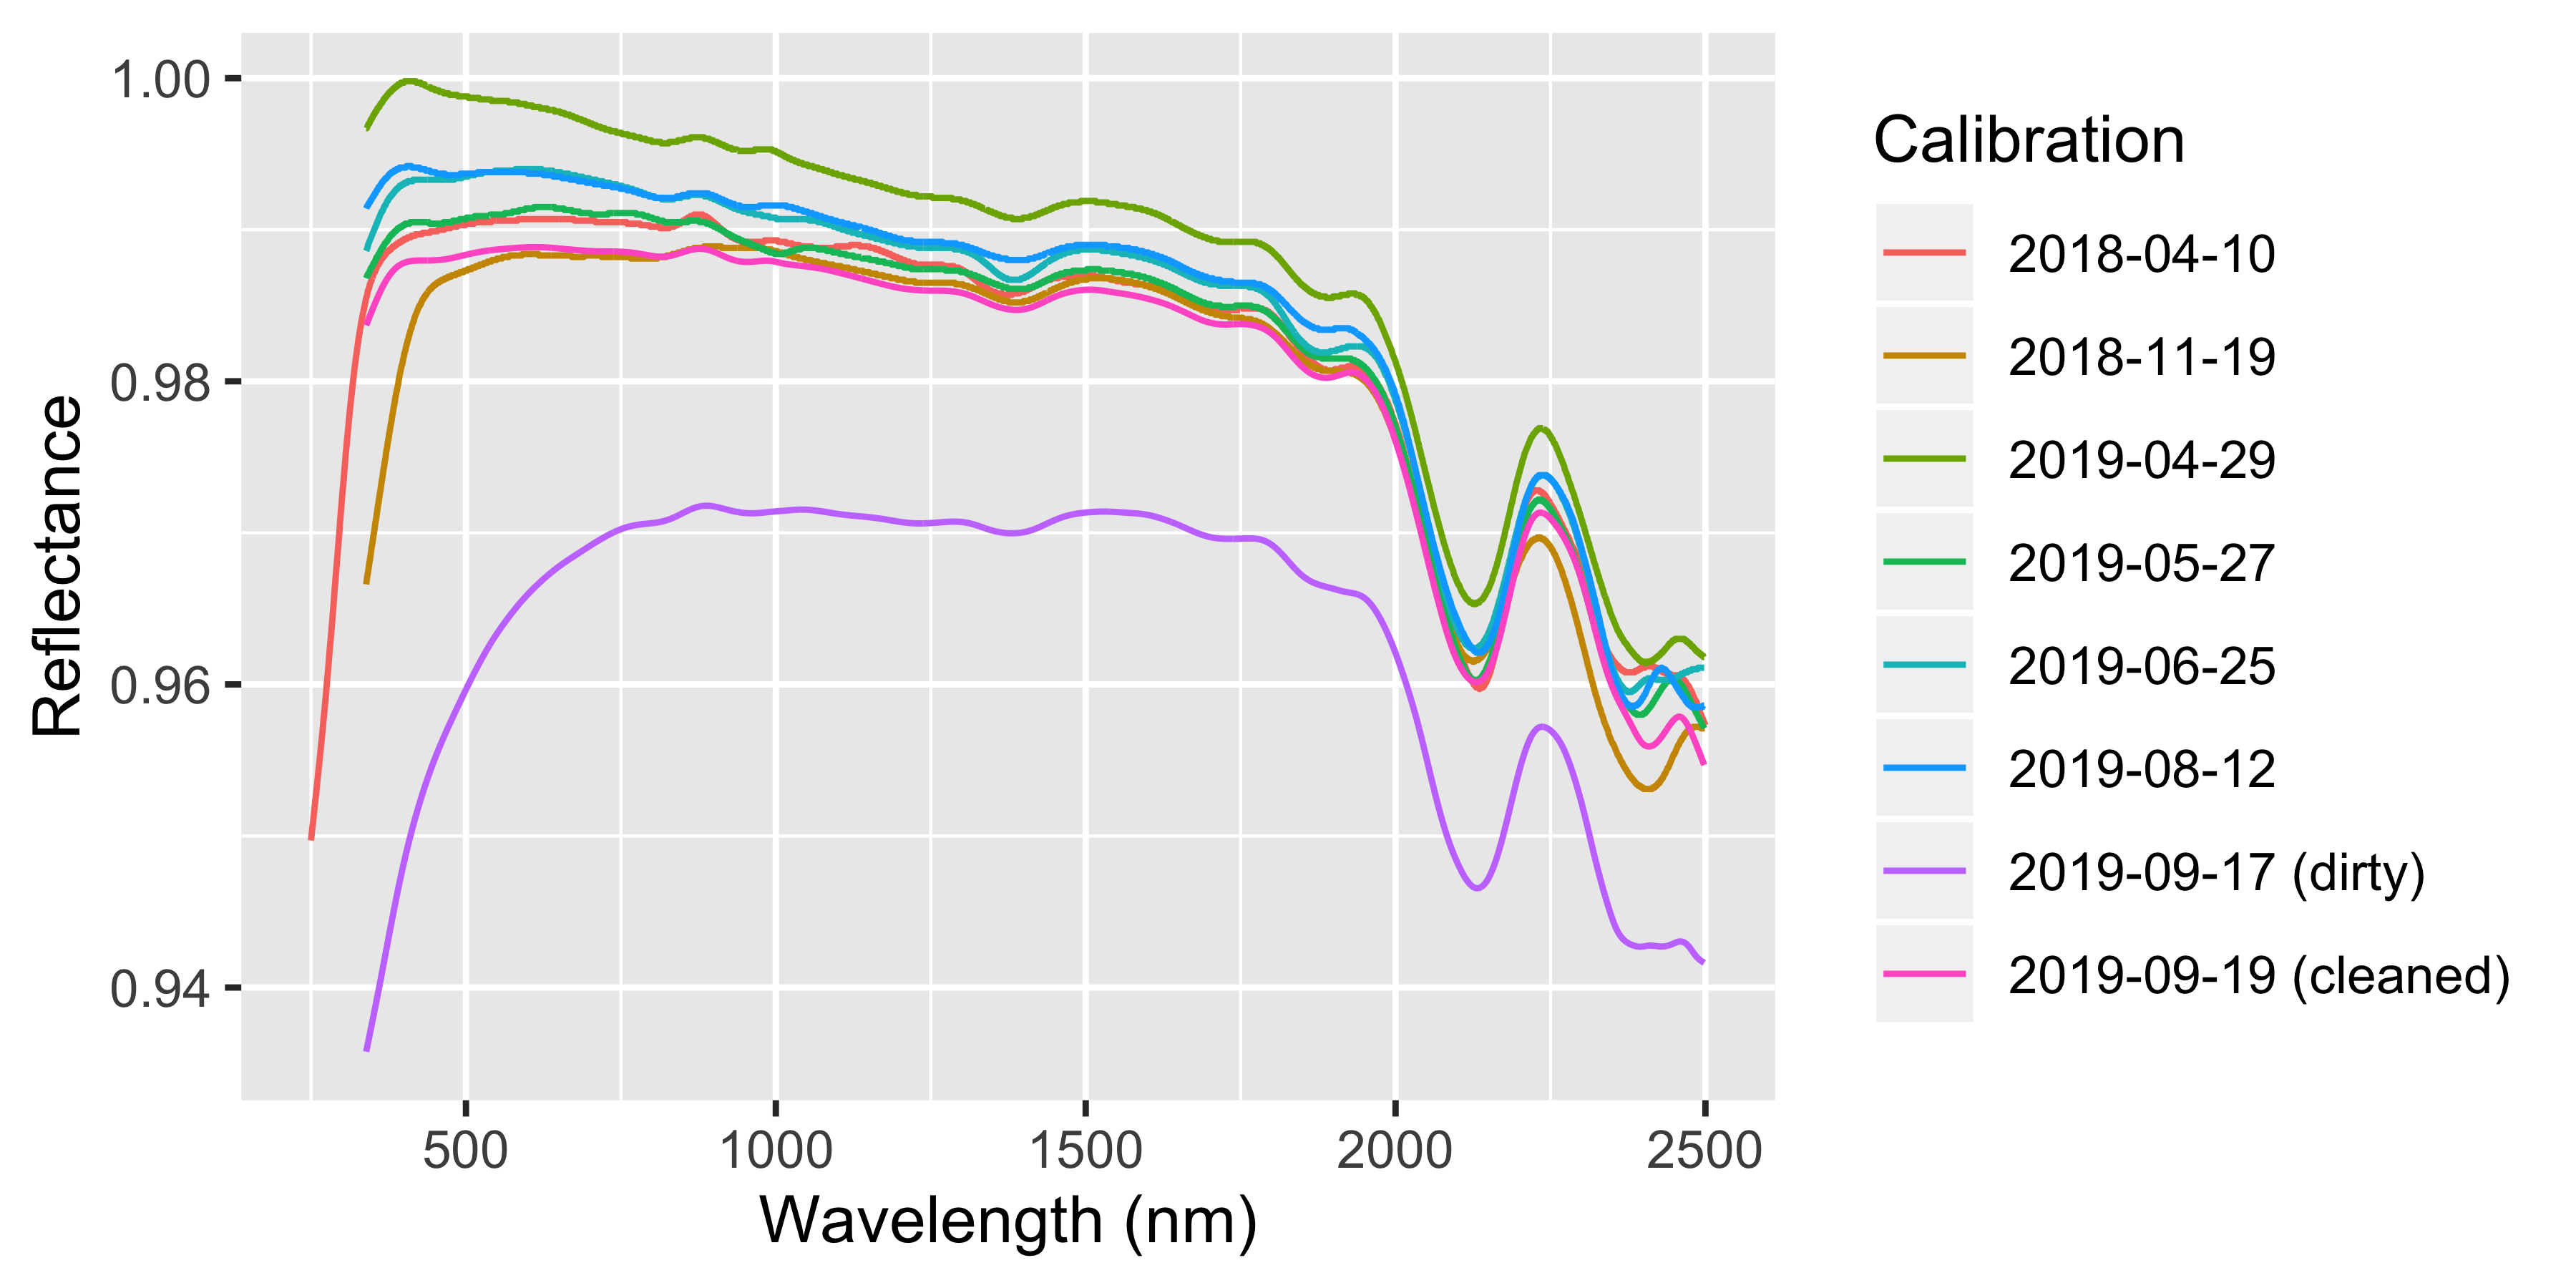 1.00
0.98
0.96
0.94
Reflectance
500 1000 1500 2000 2500
Wavelength (nm)
Calibration
2018-04-10
2018-11-19
2019-04-29
2019-05-27
2019-06-25
2019-08-12
2019-09-17 (dirty)
2019-09-19 (cleaned)